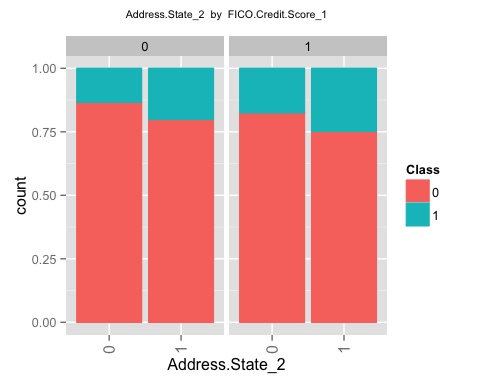 Address.State_2 by FICO.Credit.Score_1
0 1
1.00
0.75
0.50
0.25
0.00
count
0 1 0 1
Address.State_2
Class
0
1